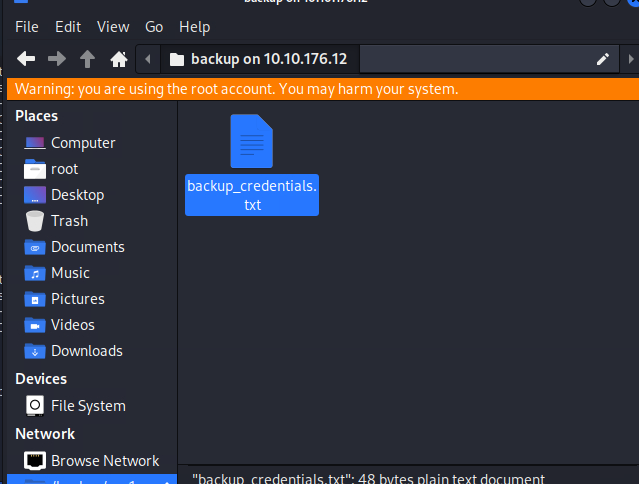 File Edit View Go Help
backup on 10.10.176.12
Warning: you are using the root account. You may harm your system.
Places
Computer
root
Desktop
Trash
Documents
Music
Pictures
Videos
Downloads
Devices
File System
Network
Browse Network
backup_credentials.
txt
"backup_credentials.txt": 48 bytes plain text document